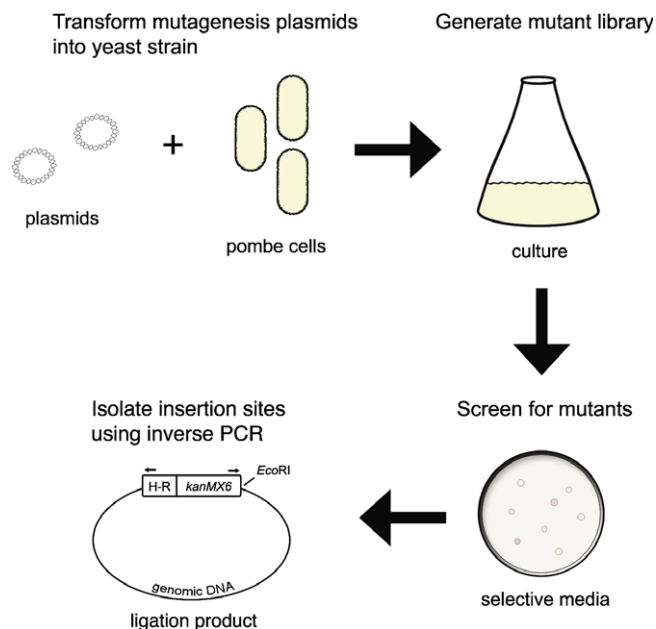 Transform mutagenesis plasmids
into yeast strain
Generate mutant library
+
plasmids
pombe cells
culture
Isolate insertion sites
using inverse PCR
Screen for mutants
EcoRI
H-R
kanMX6
genomic DNA
ligation product
selective media